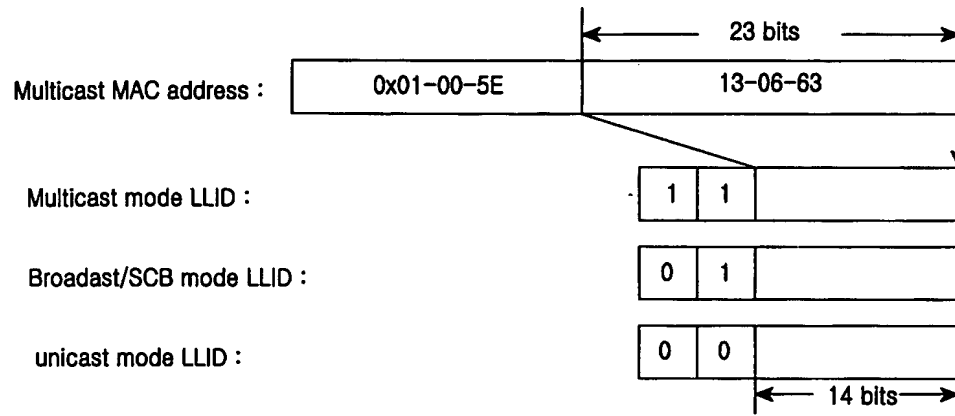 23 bits
Multicast MAC address : 0x01-00-5E 13-06-63
Multicast mode LLID : 1 1
Broadast/SCB mode LLID : 0 1
unicast mode LLID : 0 0
14 bits